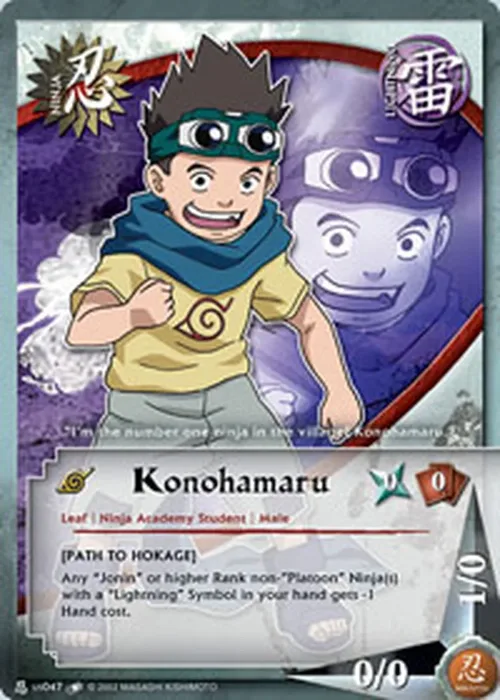 忍
NINJA
雷
LIGHTNING
"I'm the number one ninja in the village, Konohamaru."
Konohamaru
0
0
Leaf | Ninja Academy Student | Male
[PATH TO HOKAGE]
Any "Jonin" or higher Rank non-"Platoon" Ninja(s)
with a "Lightning" Symbol in your hand gets -1
Hand cost.
1/0
0/0
忍
© 2002 MASASHI KISHIMOTO